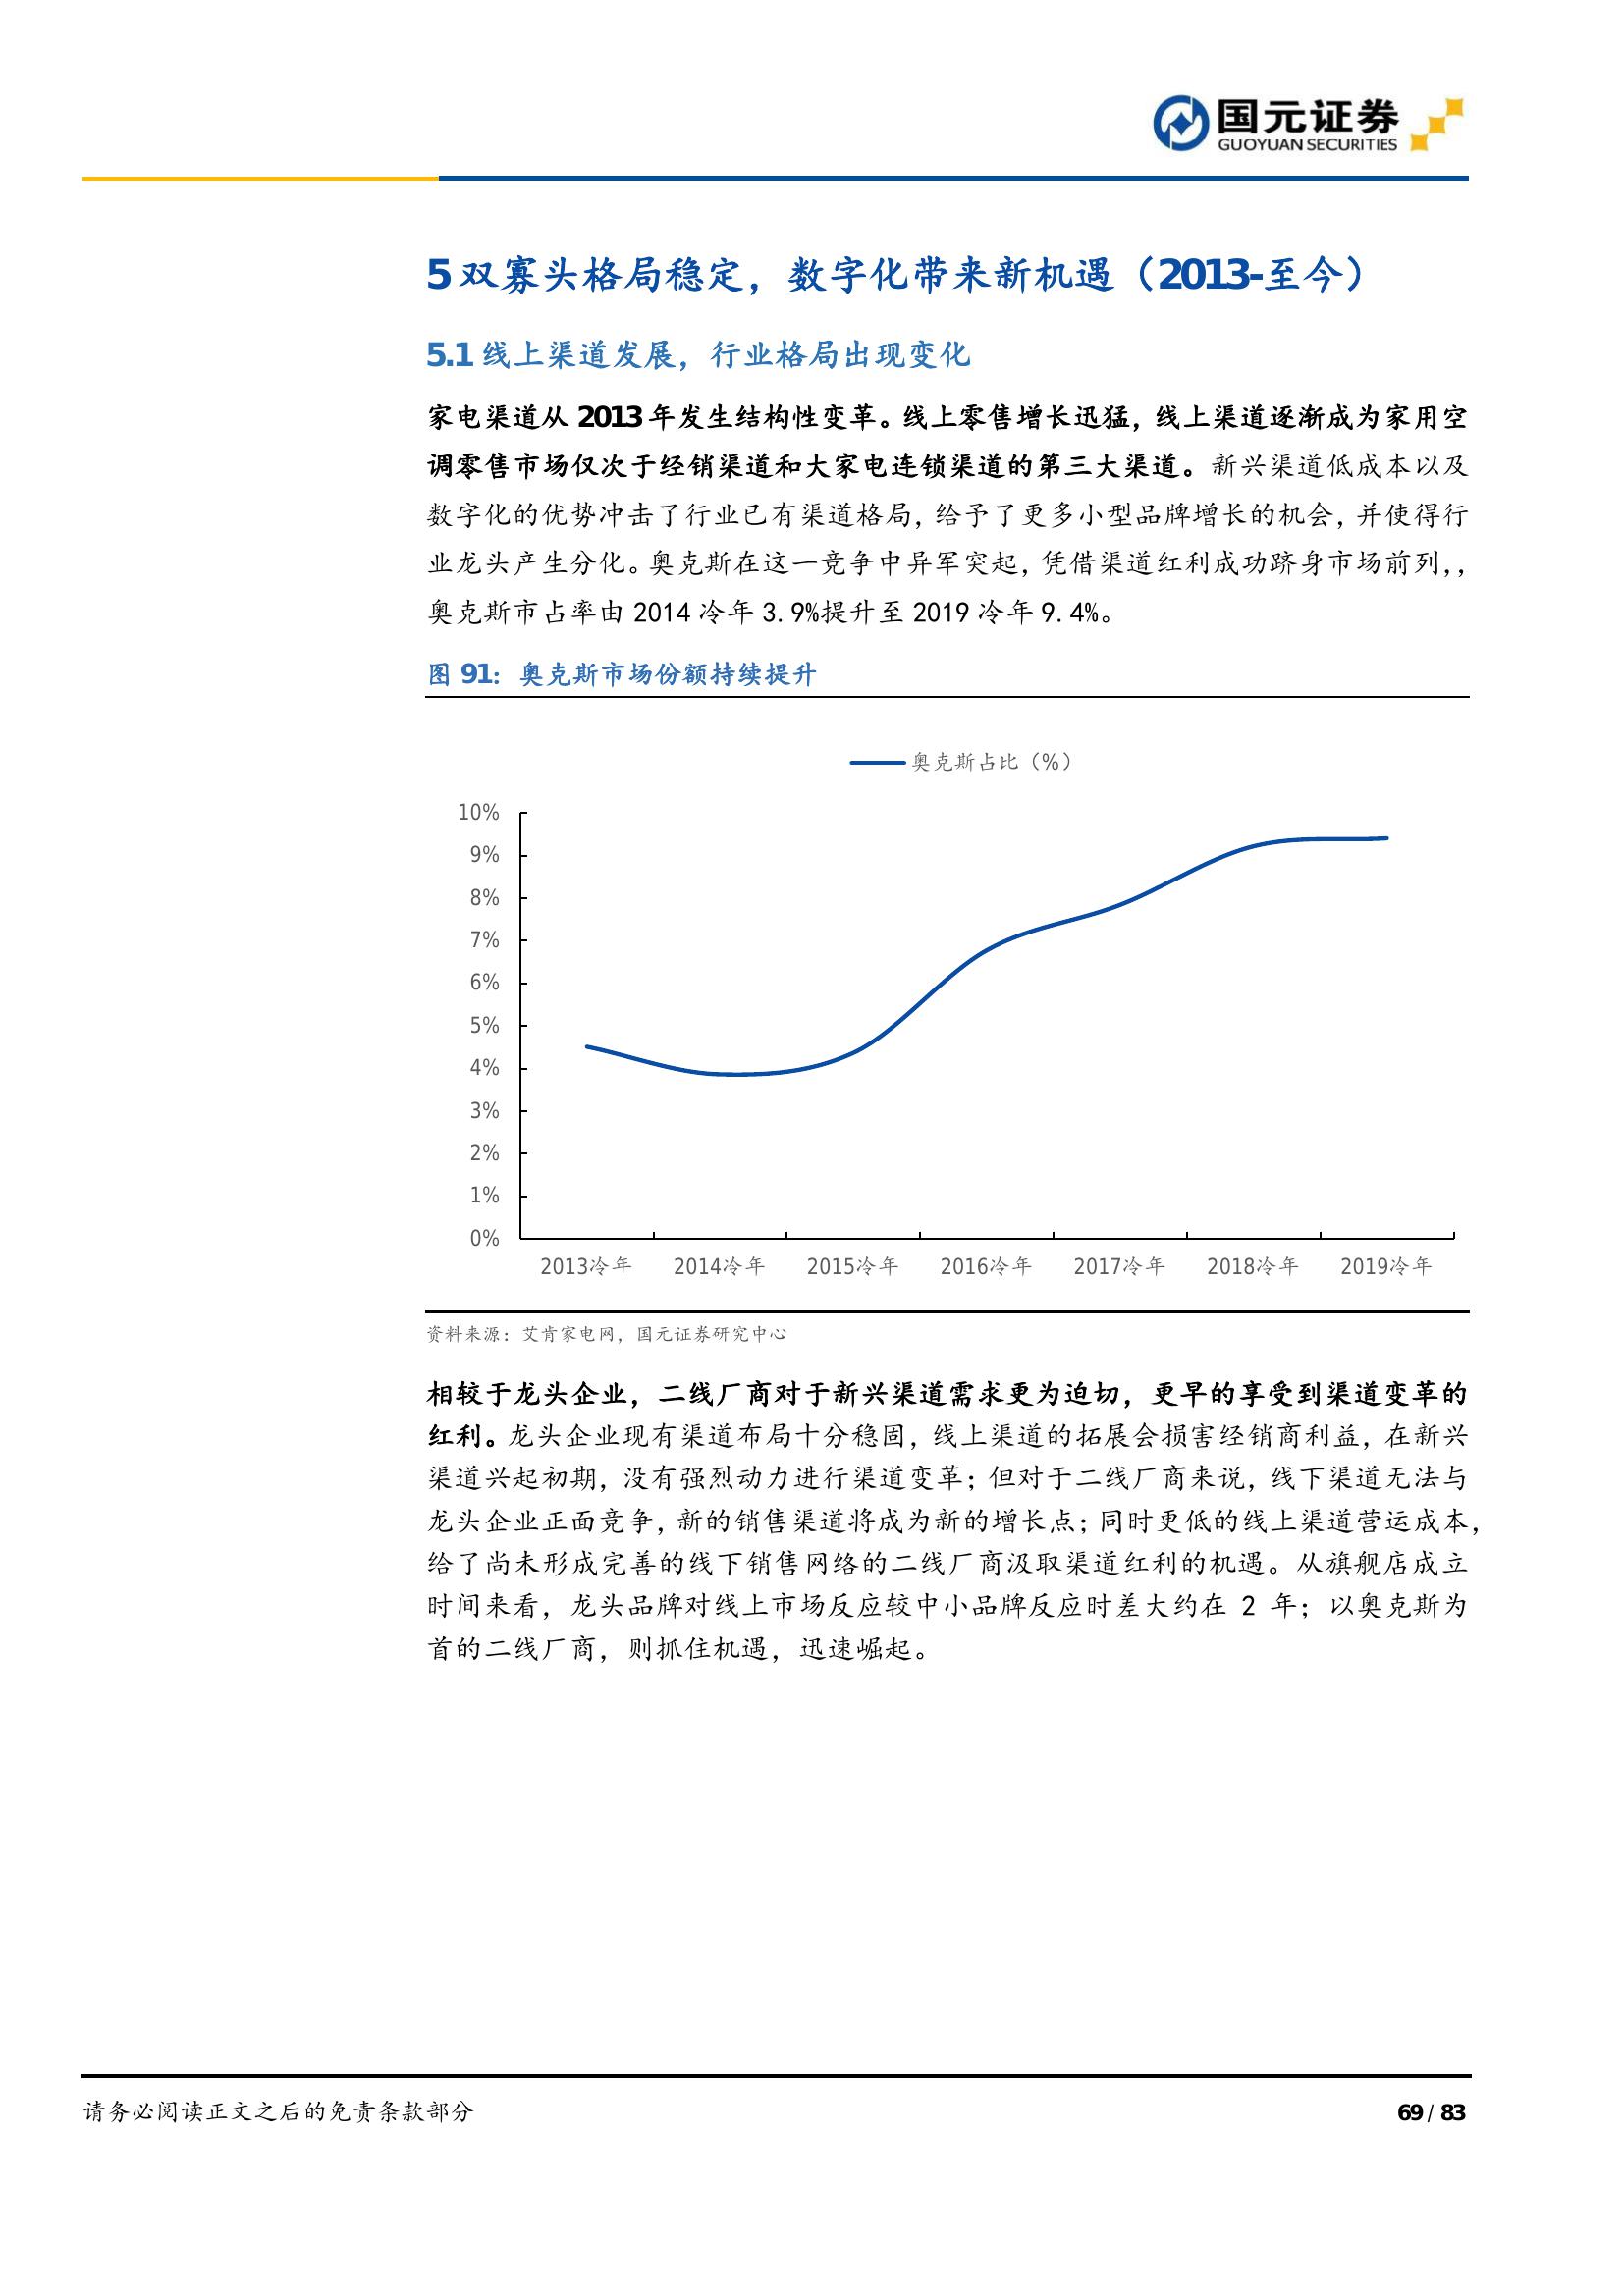 国元证券
GUOYUAN SECURITIES
5 双寡头格局稳定，数字化带来新机遇（2013-至今）
5.1 线上渠道发展，行业格局出现变化
家电渠道从 2013 年发生结构性变革。线上零售增长迅猛，线上渠道逐渐成为家用空
调零售市场仅次于经销渠道和大家电连锁渠道的第三大渠道。新兴渠道低成本以及
数字化的优势冲击了行业已有渠道格局，给予了更多小型品牌增长的机会，并使得行
业龙头产生分化。奥克斯在这一竞争中异军突起，凭借渠道红利成功跻身市场前列，，
奥克斯市占率由 2014 冷年 3.9%提升至 2019 冷年 9.4%。
图 91：奥克斯市场份额持续提升
奥克斯占比（%）
10%
9%
8%
7%
6%
5%
4%
3%
2%
1%
0%
2013冷年 2014冷年 2015冷年 2016冷年 2017冷年 2018冷年 2019冷年
资料来源：艾肯家电网，国元证券研究中心
相较于龙头企业，二线厂商对于新兴渠道需求更为迫切，更早的享受到渠道变革的
红利。龙头企业现有渠道布局十分稳固，线上渠道的拓展会损害经销商利益，在新兴
渠道兴起初期，没有强烈动力进行渠道变革；但对于二线厂商来说，线下渠道无法与
龙头企业正面竞争，新的销售渠道将成为新的增长点；同时更低的线上渠道营运成本，
给了尚未形成完善的线下销售网络的二线厂商汲取渠道红利的机遇。从旗舰店成立
时间来看，龙头品牌对线上市场反应较中小品牌反应时差大约在 2 年；以奥克斯为
首的二线厂商，则抓住机遇，迅速崛起。
请务必阅读正文之后的免责条款部分
69 / 83